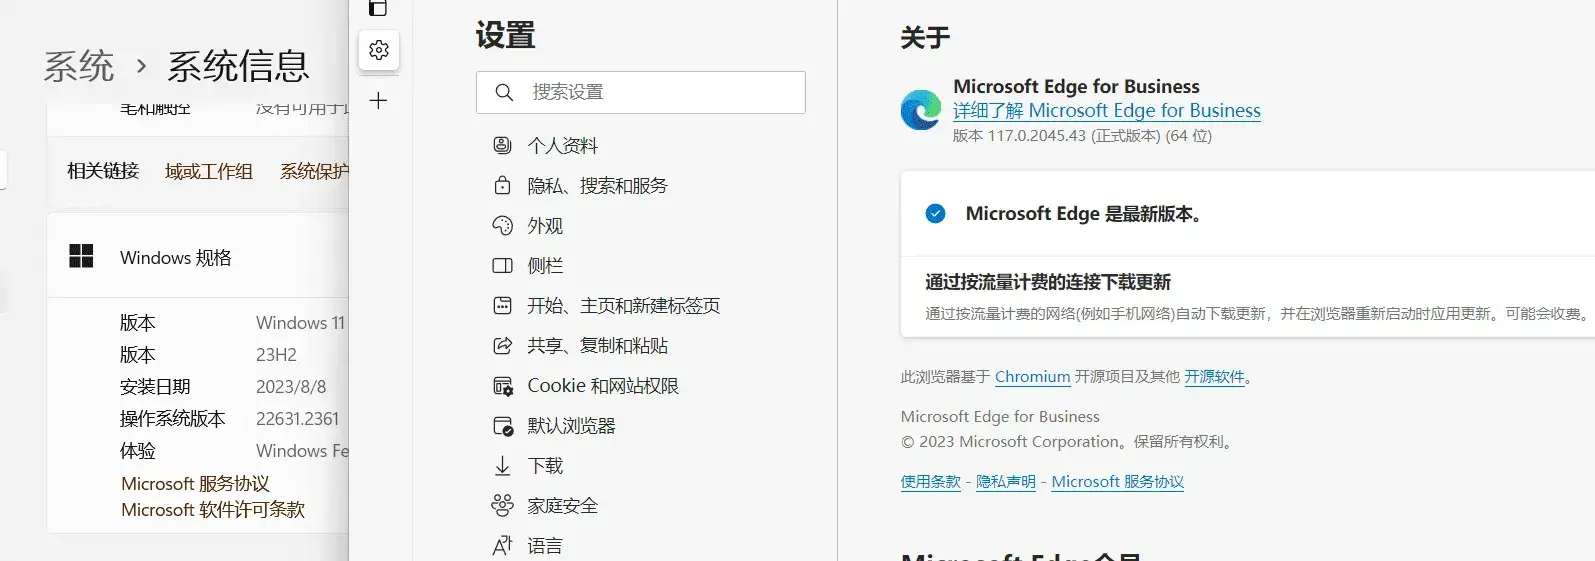 系统 › 系统信息
笔和触控 没有可用于此
相关链接 域或工作组 系统保护
Windows 规格
版本 Windows 11
版本 23H2
安装日期 2023/8/8
操作系统版本 22631.2361
体验 Windows Fe
Microsoft 服务协议
Microsoft 软件许可条款
设置
搜索设置
个人资料
隐私、搜索和服务
外观
侧栏
开始、主页和新建标签页
共享、复制和粘贴
Cookie 和网站权限
默认浏览器
下载
家庭安全
语言
关于
Microsoft Edge for Business
详细了解 Microsoft Edge for Business
版本 117.0.2045.43 (正式版本) (64 位)
Microsoft Edge 是最新版本。
通过按流量计费的连接下载更新
通过按流量计费的网络(例如手机网络)自动下载更新，并在浏览器重新启动时应用更新。可能会收费。
此浏览器基于 Chromium 开源项目及其他 开源软件。
Microsoft Edge for Business
© 2023 Microsoft Corporation。保留所有权利。
使用条款 - 隐私声明 - Microsoft 服务协议